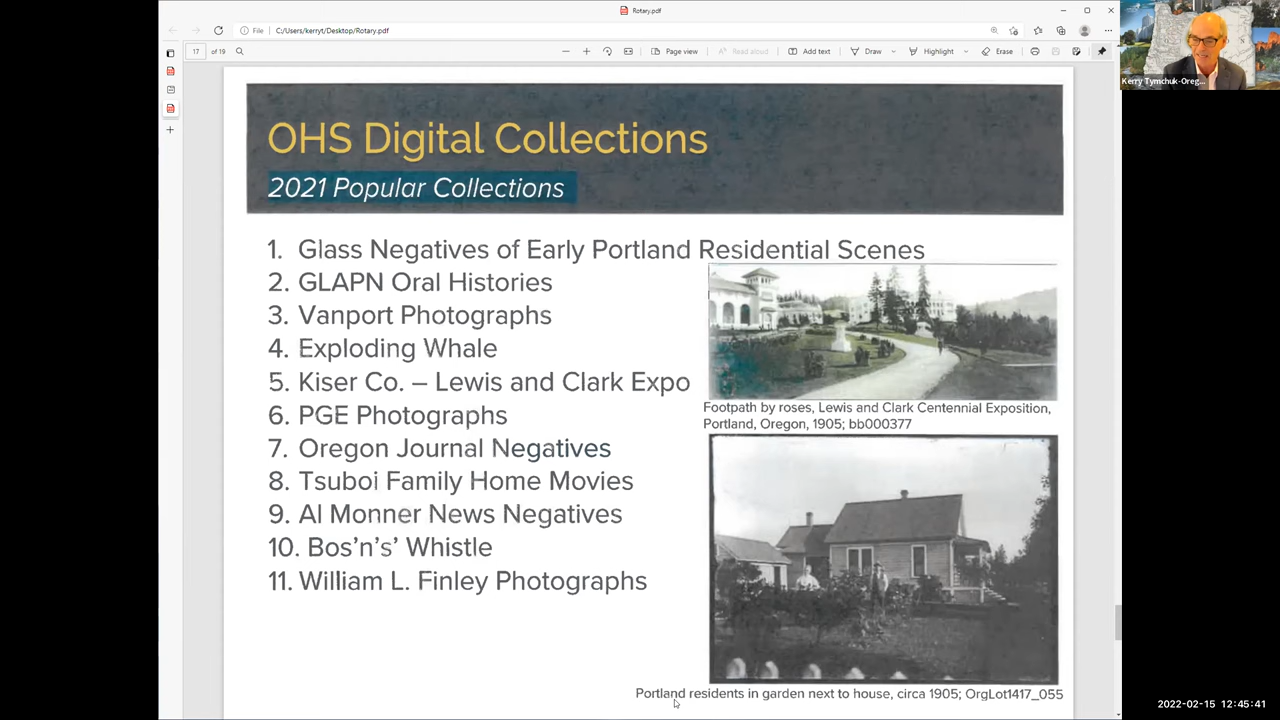 Rotary.pdf
File
C:/Users/kerryt/Desktop/Rotary.pdf
17 of 19
Page view
Read aloud
Add text
Draw
Highlight
Erase
Kerry Tymchuk-Oreg...
OHS Digital Collections
2021 Popular Collections
1. Glass Negatives of Early Portland Residential Scenes
2. GLAPN Oral Histories
3. Vanport Photographs
4. Exploding Whale
5. Kiser Co. – Lewis and Clark Expo
6. PGE Photographs
7. Oregon Journal Negatives
8. Tsuboi Family Home Movies
9. Al Monner News Negatives
10. Bos’n’s’ Whistle
11. William L. Finley Photographs
Footpath by roses, Lewis and Clark Centennial Exposition,
Portland, Oregon, 1905; bb000377
Portland residents in garden next to house, circa 1905; OrgLot1417_055
2022-02-15 12:45:41